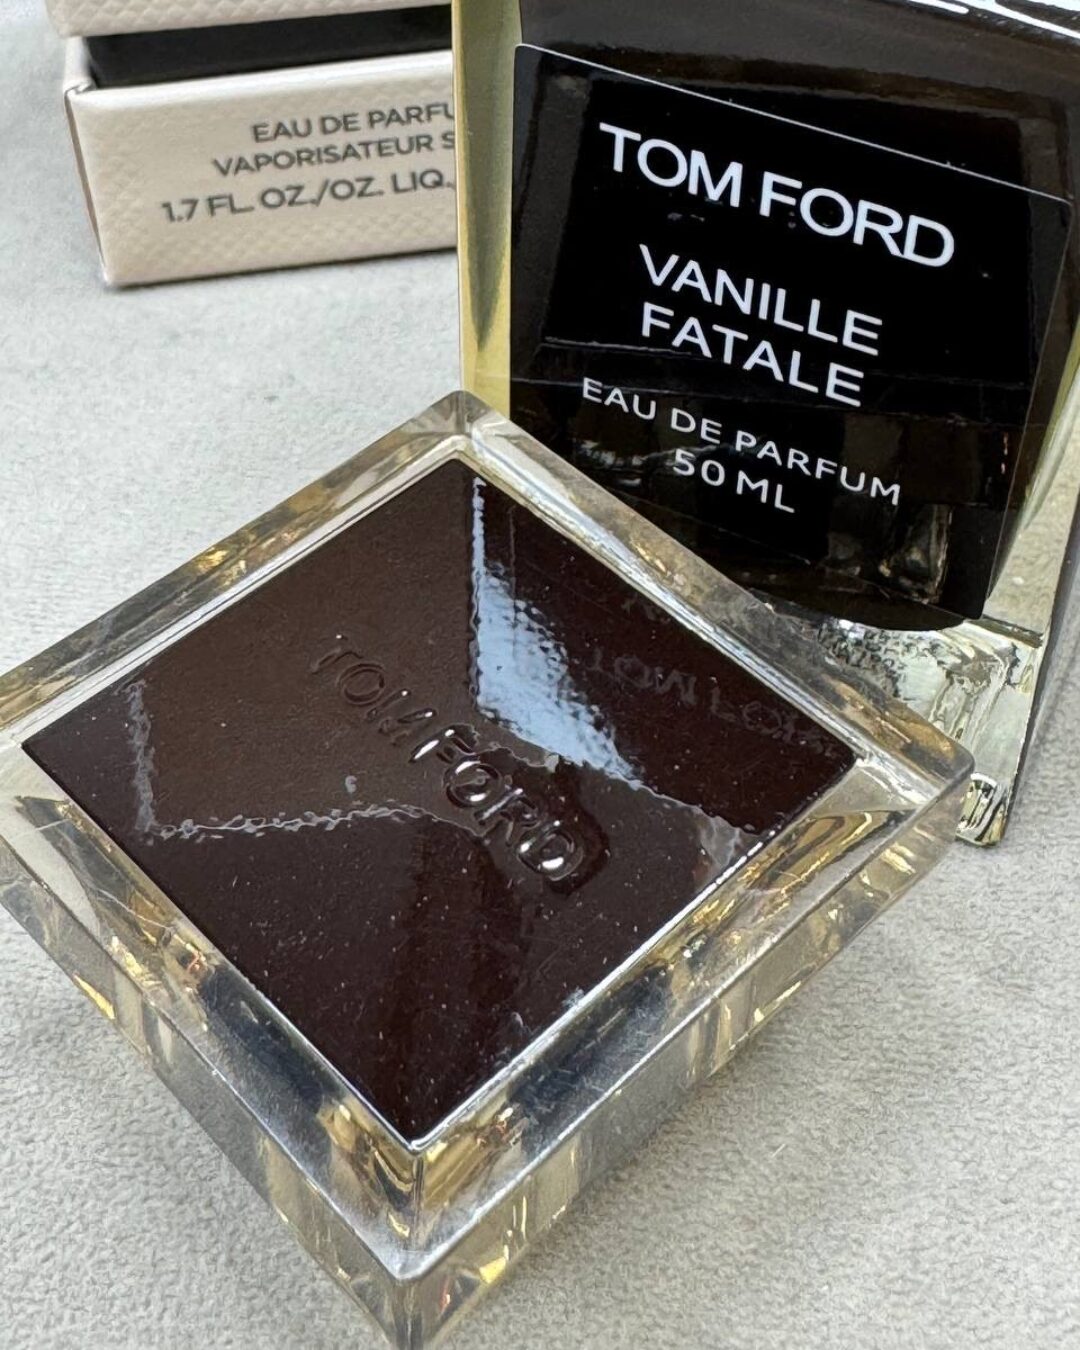 EAU DE PARFU
VAPORISATEUR S
1.7 FL. OZ./OZ. LIQ.
TOM FORD
VANILLE
FATALE
EAU DE PARFUM
50 ML
TOM FORD